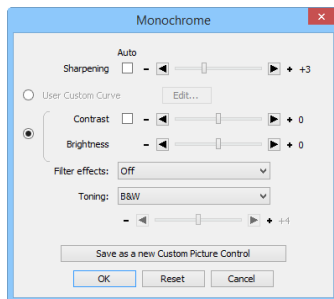 Monochrome
Auto
Sharpening - + +3
User Custom Curve Edit...
Contrast - + 0
Brightness - + 0
Filter effects: Off
Toning: B&W
- + +4
Save as a new Custom Picture Control
OK Reset Cancel